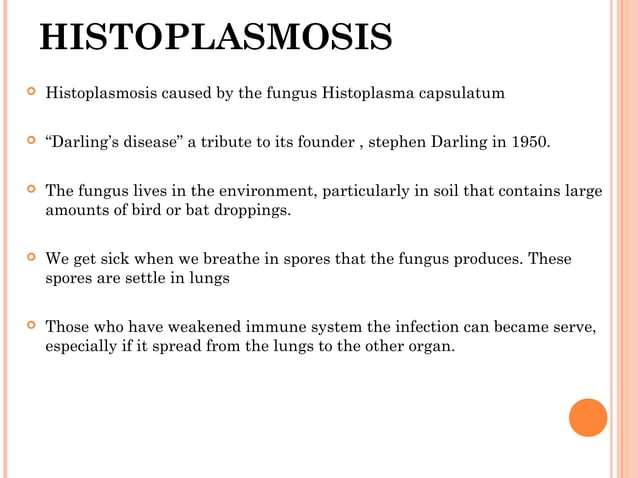 HISTOPLASMOSIS
Histoplasmosis caused by the fungus Histoplasma capsulatum
“Darling’s disease” a tribute to its founder , stephen Darling in 1950.
The fungus lives in the environment, particularly in soil that contains large
amounts of bird or bat droppings.
We get sick when we breathe in spores that the fungus produces. These
spores are settle in lungs
Those who have weakened immune system the infection can became serve,
especially if it spread from the lungs to the other organ.